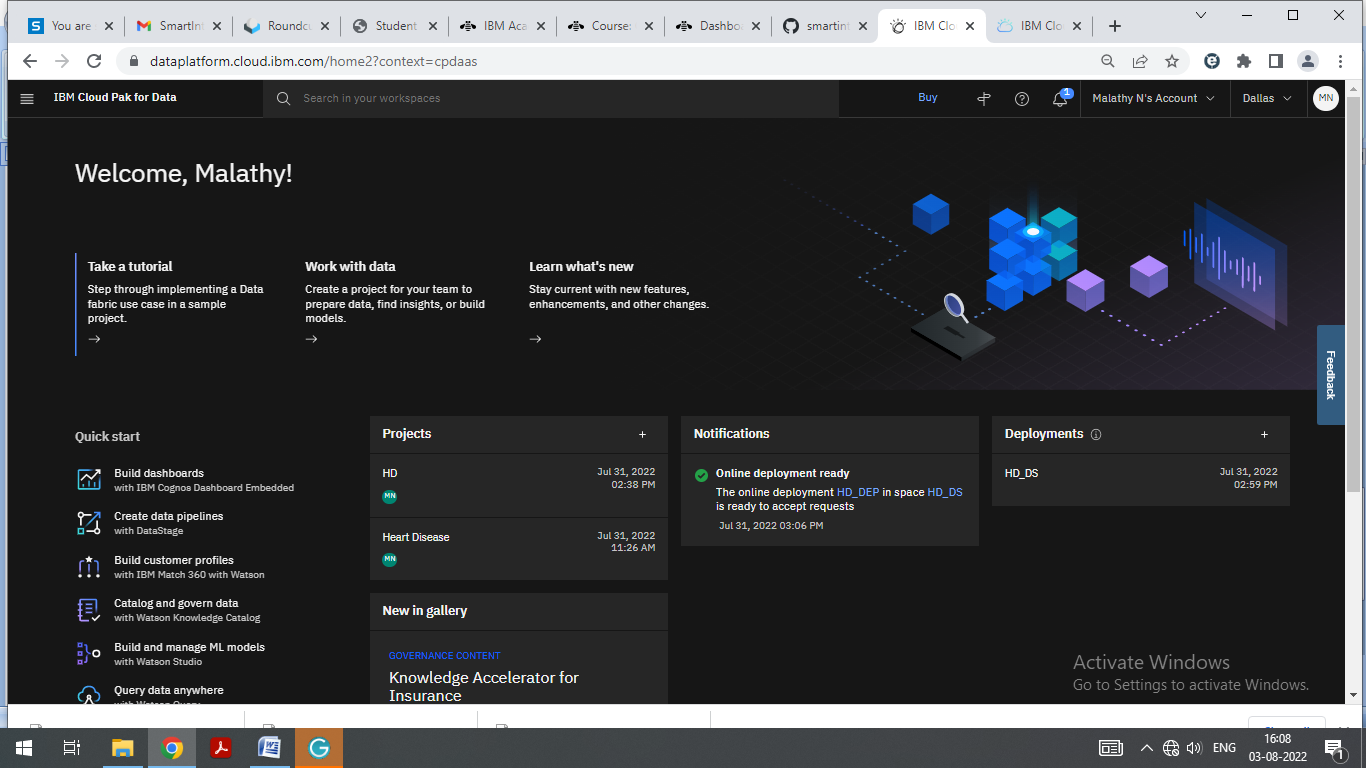 You are
SmartInt
Roundcu
Student
IBM Aca
Course:
Dashbo
smartint
IBM Clo
IBM Clo
dataplatform.cloud.ibm.com/home2?context=cpdaas
IBM Cloud Pak for Data
Search in your workspaces
Buy
1
Malathy N's Account
Dallas
MN
Welcome, Malathy!
Take a tutorial
Step through implementing a Data
fabric use case in a sample
project.
Work with data
Create a project for your team to
prepare data, find insights, or build
models.
Learn what's new
Stay current with new features,
enhancements, and other changes.
Feedback
Quick start
Build dashboards
with IBM Cognos Dashboard Embedded
Create data pipelines
with DataStage
Build customer profiles
with IBM Match 360 with Watson
Catalog and govern data
with Watson Knowledge Catalog
Build and manage ML models
with Watson Studio
Query data anywhere
with Watson Query
Projects
HD
Jul 31, 2022
02:38 PM
MN
Heart Disease
Jul 31, 2022
11:26 AM
MN
New in gallery
GOVERNANCE CONTENT
Knowledge Accelerator for
Insurance
Notifications
Online deployment ready
The online deployment HD_DEP in space HD_DS
is ready to accept requests
Jul 31, 2022 03:06 PM
Deployments
HD_DS
Jul 31, 2022
02:59 PM
Activate Windows
Go to Settings to activate Windows.
ENG
16:08
03-08-2022
1